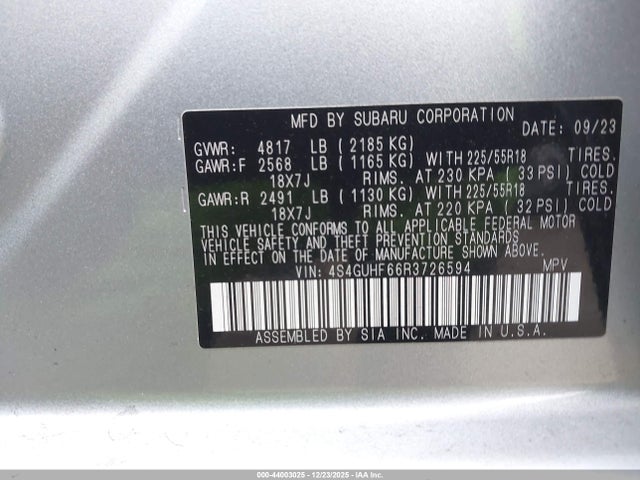 MFD BY SUBARU CORPORATION
DATE: 09/23
GVWR: 4817 LB ( 2185 KG)
GAWR:F 2568 LB ( 1165 KG) WITH 225/55R18 TIRES.
18X7J RIMS. AT 230 KPA ( 33 PSI) COLD
GAWR:R 2491 LB ( 1130 KG) WITH 225/55R18 TIRES.
18X7J RIMS. AT 220 KPA ( 32 PSI) COLD
THIS VEHICLE CONFORMS TO ALL APPLICABLE FEDERAL MOTOR
VEHICLE SAFETY AND THEFT PREVENTION STANDARDS
IN EFFECT ON THE DATE OF MANUFACTURE SHOWN ABOVE.
VIN: 4S4GUHF66R3726594 MPV
ASSEMBLED BY SIA INC. MADE IN U.S.A.
000-44003025 - 12/23/2025 - IAA, Inc.